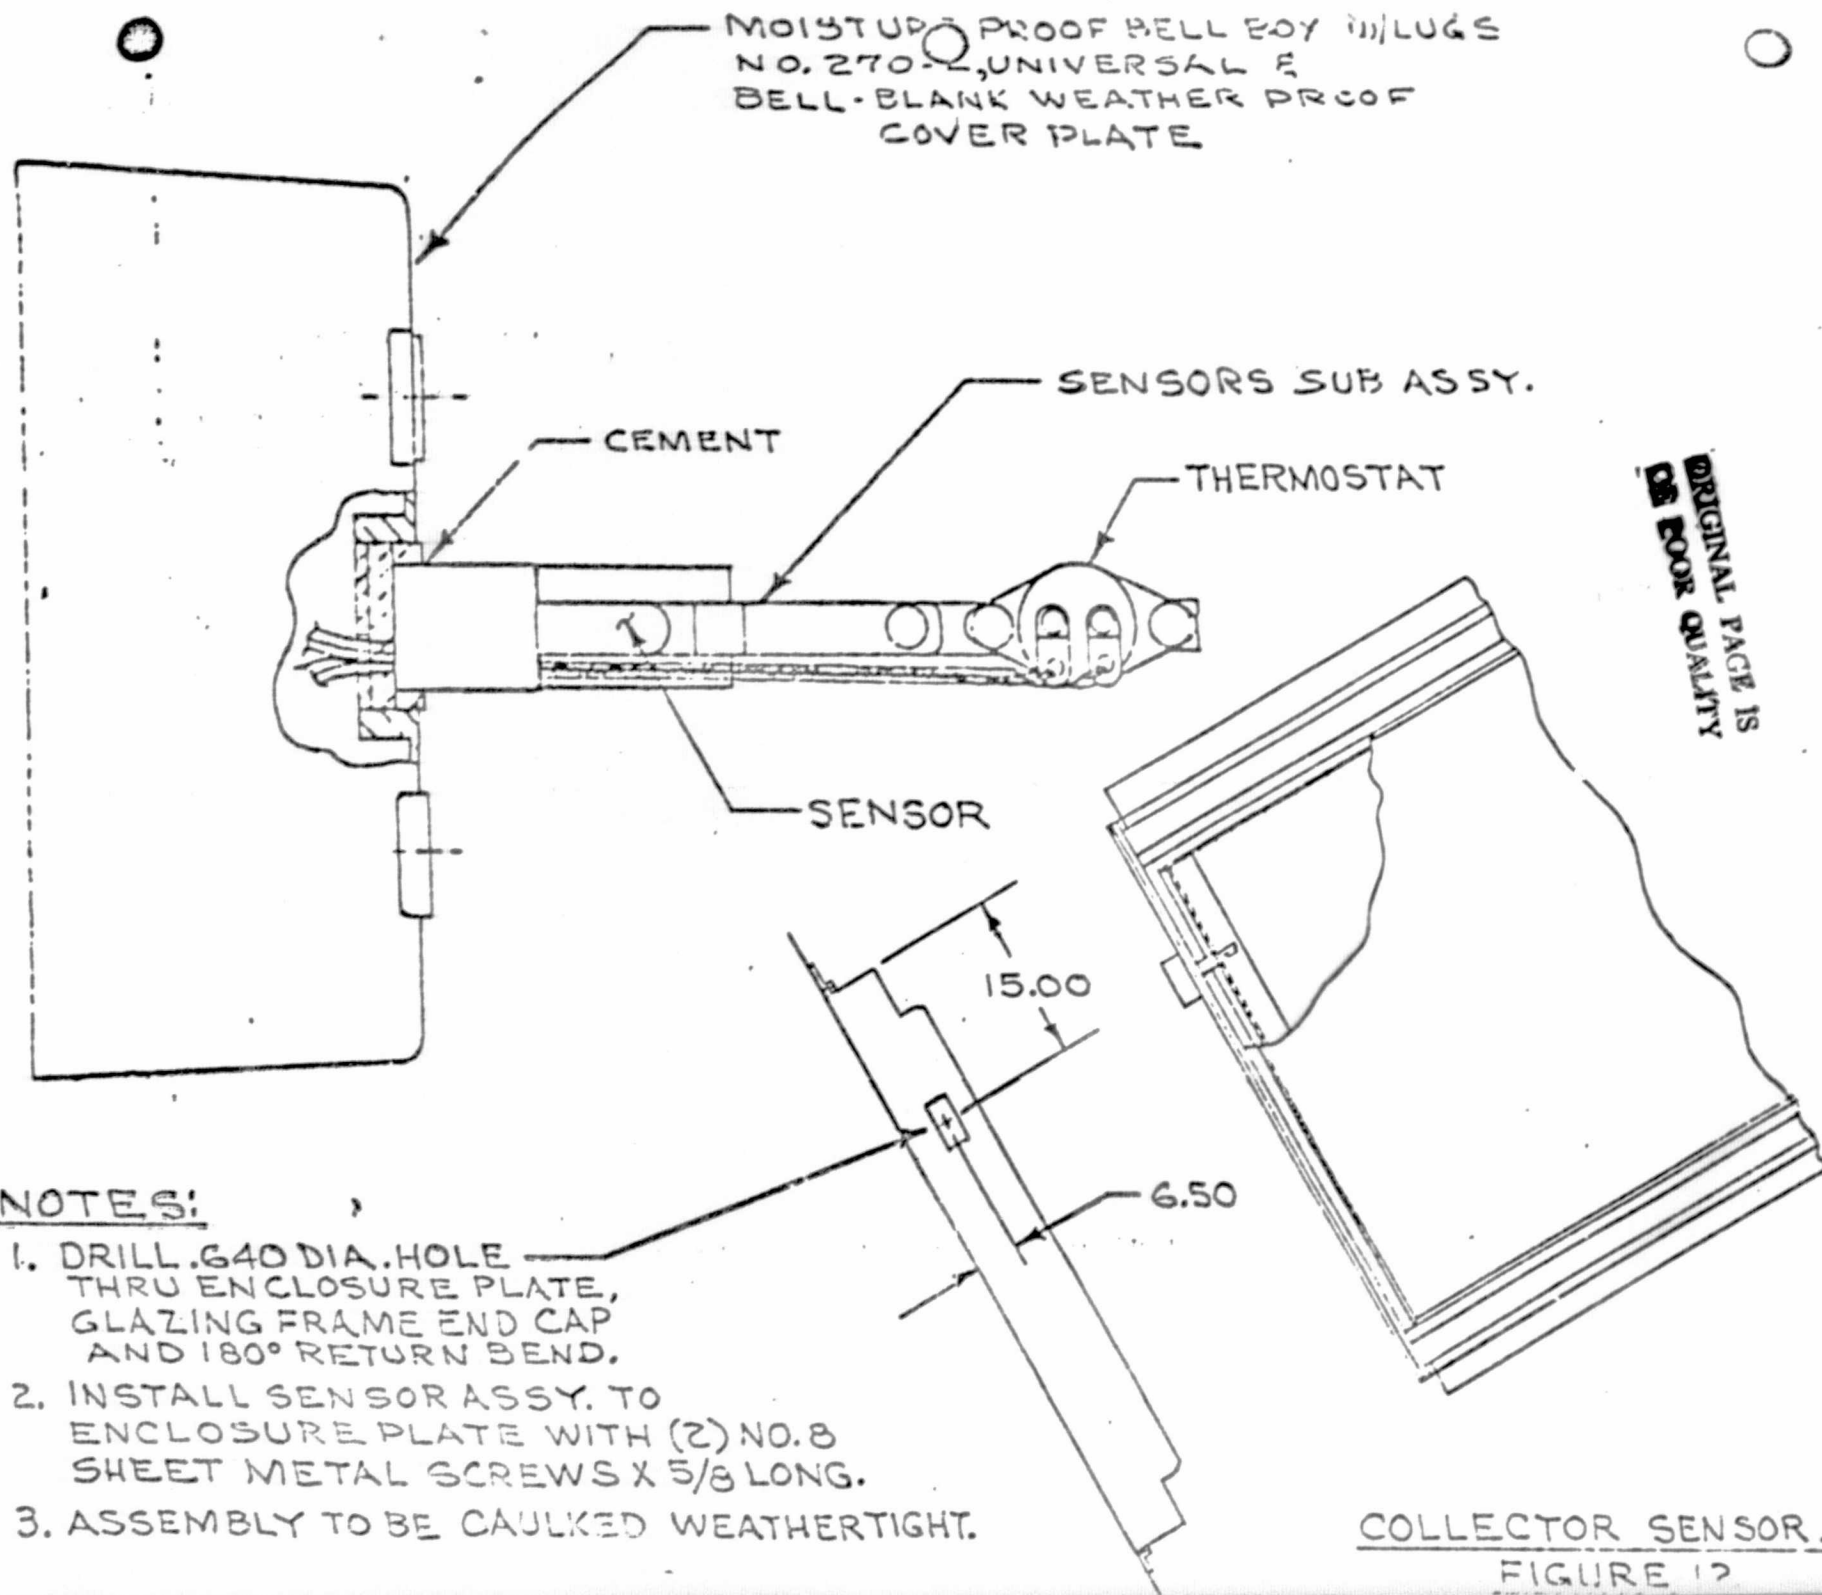 MOISTURE PROOF BELL BOX W/LUGS
NO. 270- , UNIVERSAL &
BELL-BLANK WEATHER PROOF
COVER PLATE
SENSORS SUB ASSY.
CEMENT
THERMOSTAT
ORIGINAL PAGE IS
OF POOR QUALITY
SENSOR
15.00
6.50
NOTES:
1. DRILL .640 DIA. HOLE
THRU ENCLOSURE PLATE,
GLAZING FRAME END CAP
AND 180° RETURN BEND.
2. INSTALL SENSOR ASSY. TO
ENCLOSURE PLATE WITH (2) NO. 8
SHEET METAL SCREWS X 5/8 LONG.
3. ASSEMBLY TO BE CAULKED WEATHERTIGHT.
COLLECTOR SENSOR
FIGURE